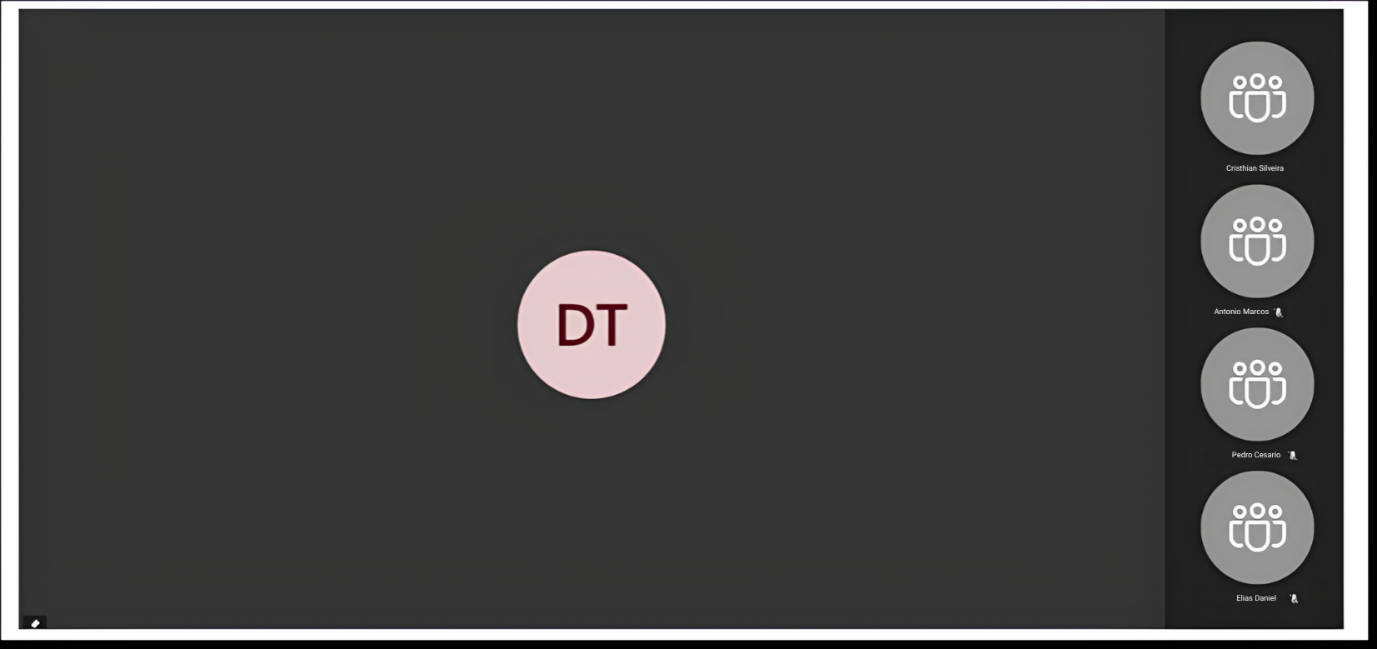 DT
Cristhian Silveira
Antonio Marcos
Pedro Cesario
Elias Daniel